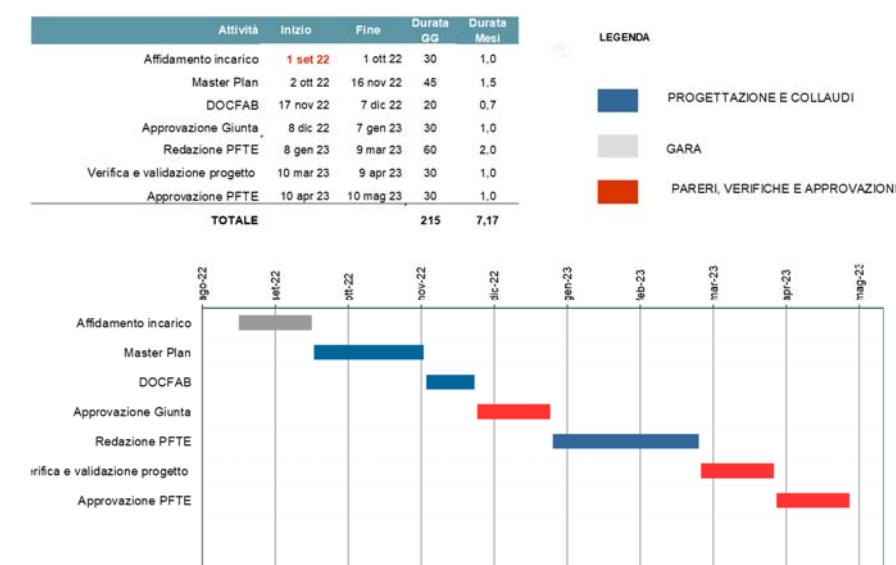 Attività Inizio Fine Durata GG Durata Mesi
Affidamento incarico 1 set 22 1 ott 22 30 1,0
Master Plan 2 ott 22 16 nov 22 45 1,5
DOCFAB 17 nov 22 7 dic 22 20 0,7
Approvazione Giunta 8 dic 22 7 gen 23 30 1,0
Redazione PFTE 8 gen 23 9 mar 23 60 2,0
Verifica e validazione progetto 10 mar 23 9 apr 23 30 1,0
Approvazione PFTE 10 apr 23 10 mag 23 30 1,0
TOTALE 215 7,17
LEGENDA
PROGETTAZIONE E COLLAUDI
GARA
PARERI, VERIFICHE E APPROVAZIONI
ago-22 set-22 ott-22 nov-22 dic-22 gen-23 feb-23 mar-23 apr-23 mag-23
Affidamento incarico
Master Plan
DOCFAB
Approvazione Giunta
Redazione PFTE
erifica e validazione progetto
Approvazione PFTE